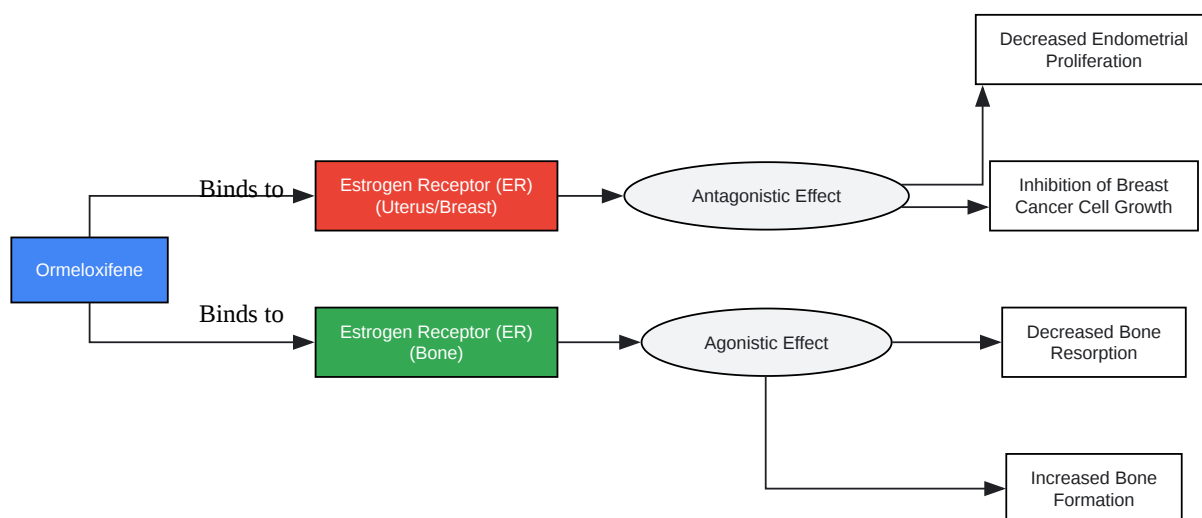 Decreased Endometrial
Proliferation
Binds to
Estrogen Receptor (ER)
(Uterus/Breast)
Antagonistic Effect
Inhibition of Breast
Cancer Cell Growth
Ormeloxifene
Binds to
Estrogen Receptor (ER)
(Bone)
Agonistic Effect
Decreased Bone
Resorption
Increased Bone
Formation